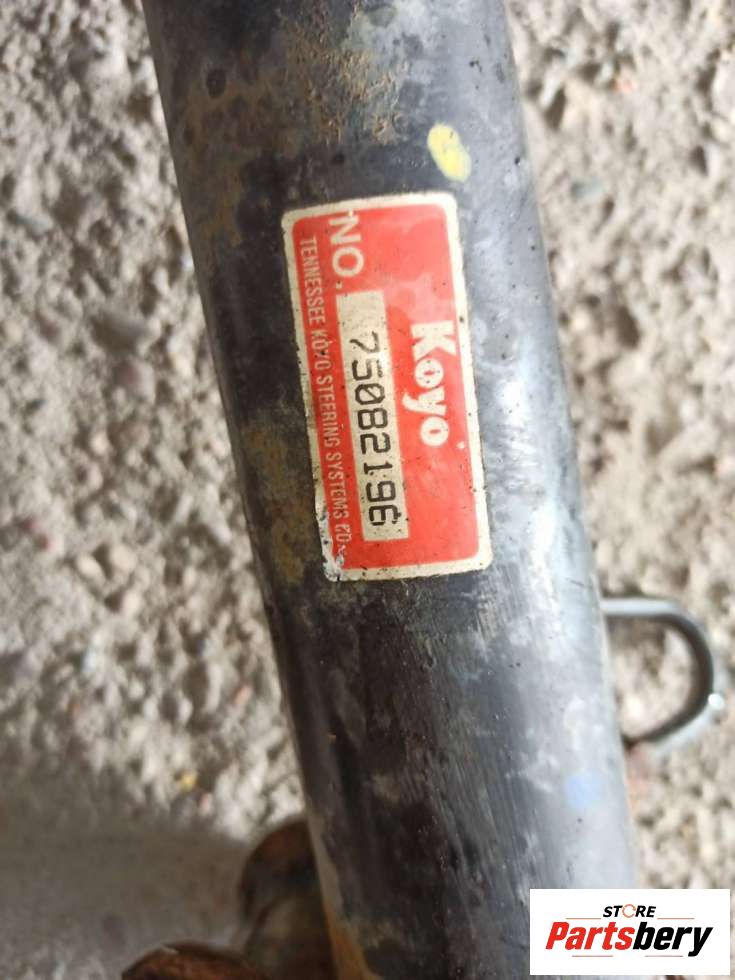 Koyo
NO. 75082196
TENNESSEE KOYO STEERING SYSTEMS CO.
STORE
Partsbery